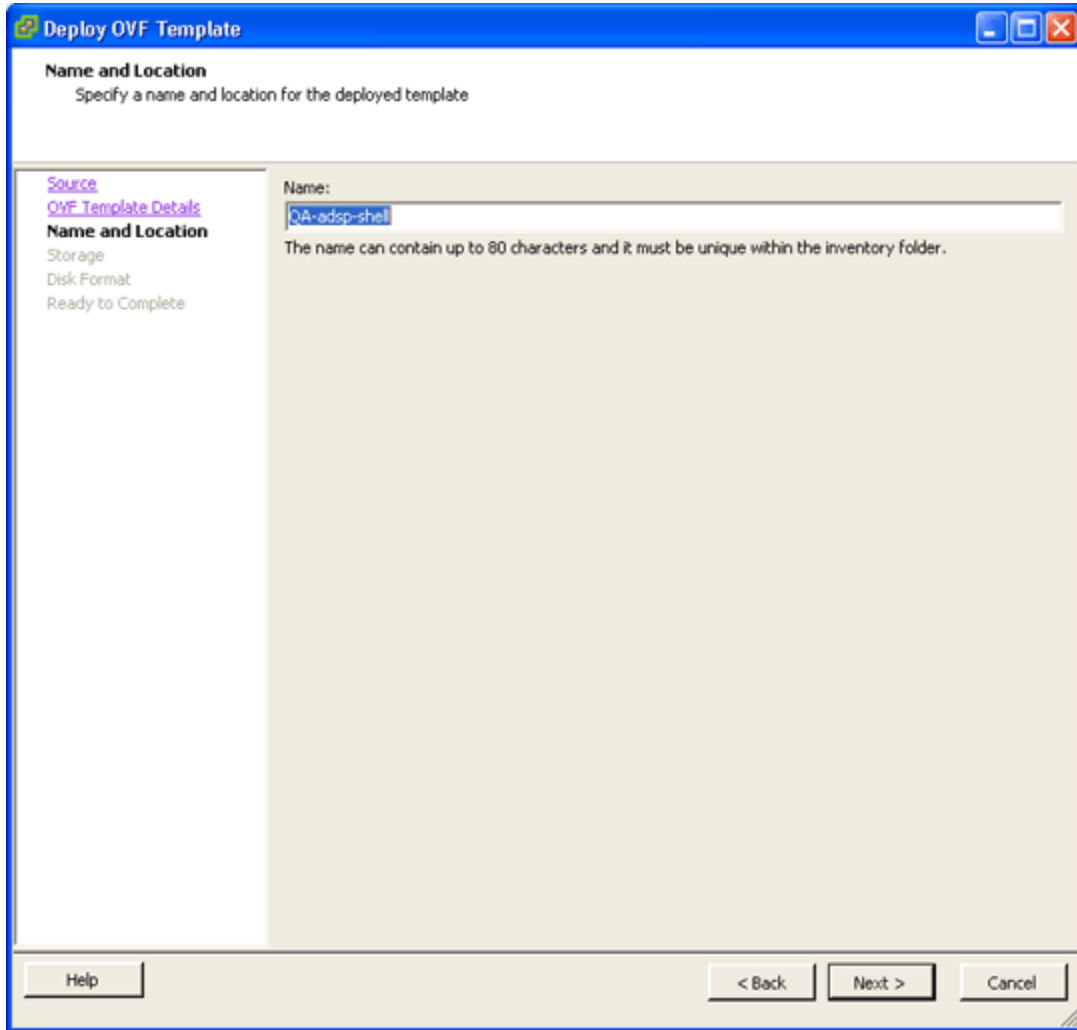 Deploy OVF Template
Name and Location
Specify a name and location for the deployed template
Source
OVF Template Details
Name and Location
Storage
Disk Format
Ready to Complete
Name:
QA-adsp-shell
The name can contain up to 80 characters and it must be unique within the inventory folder.
Help
< Back
Next >
Cancel